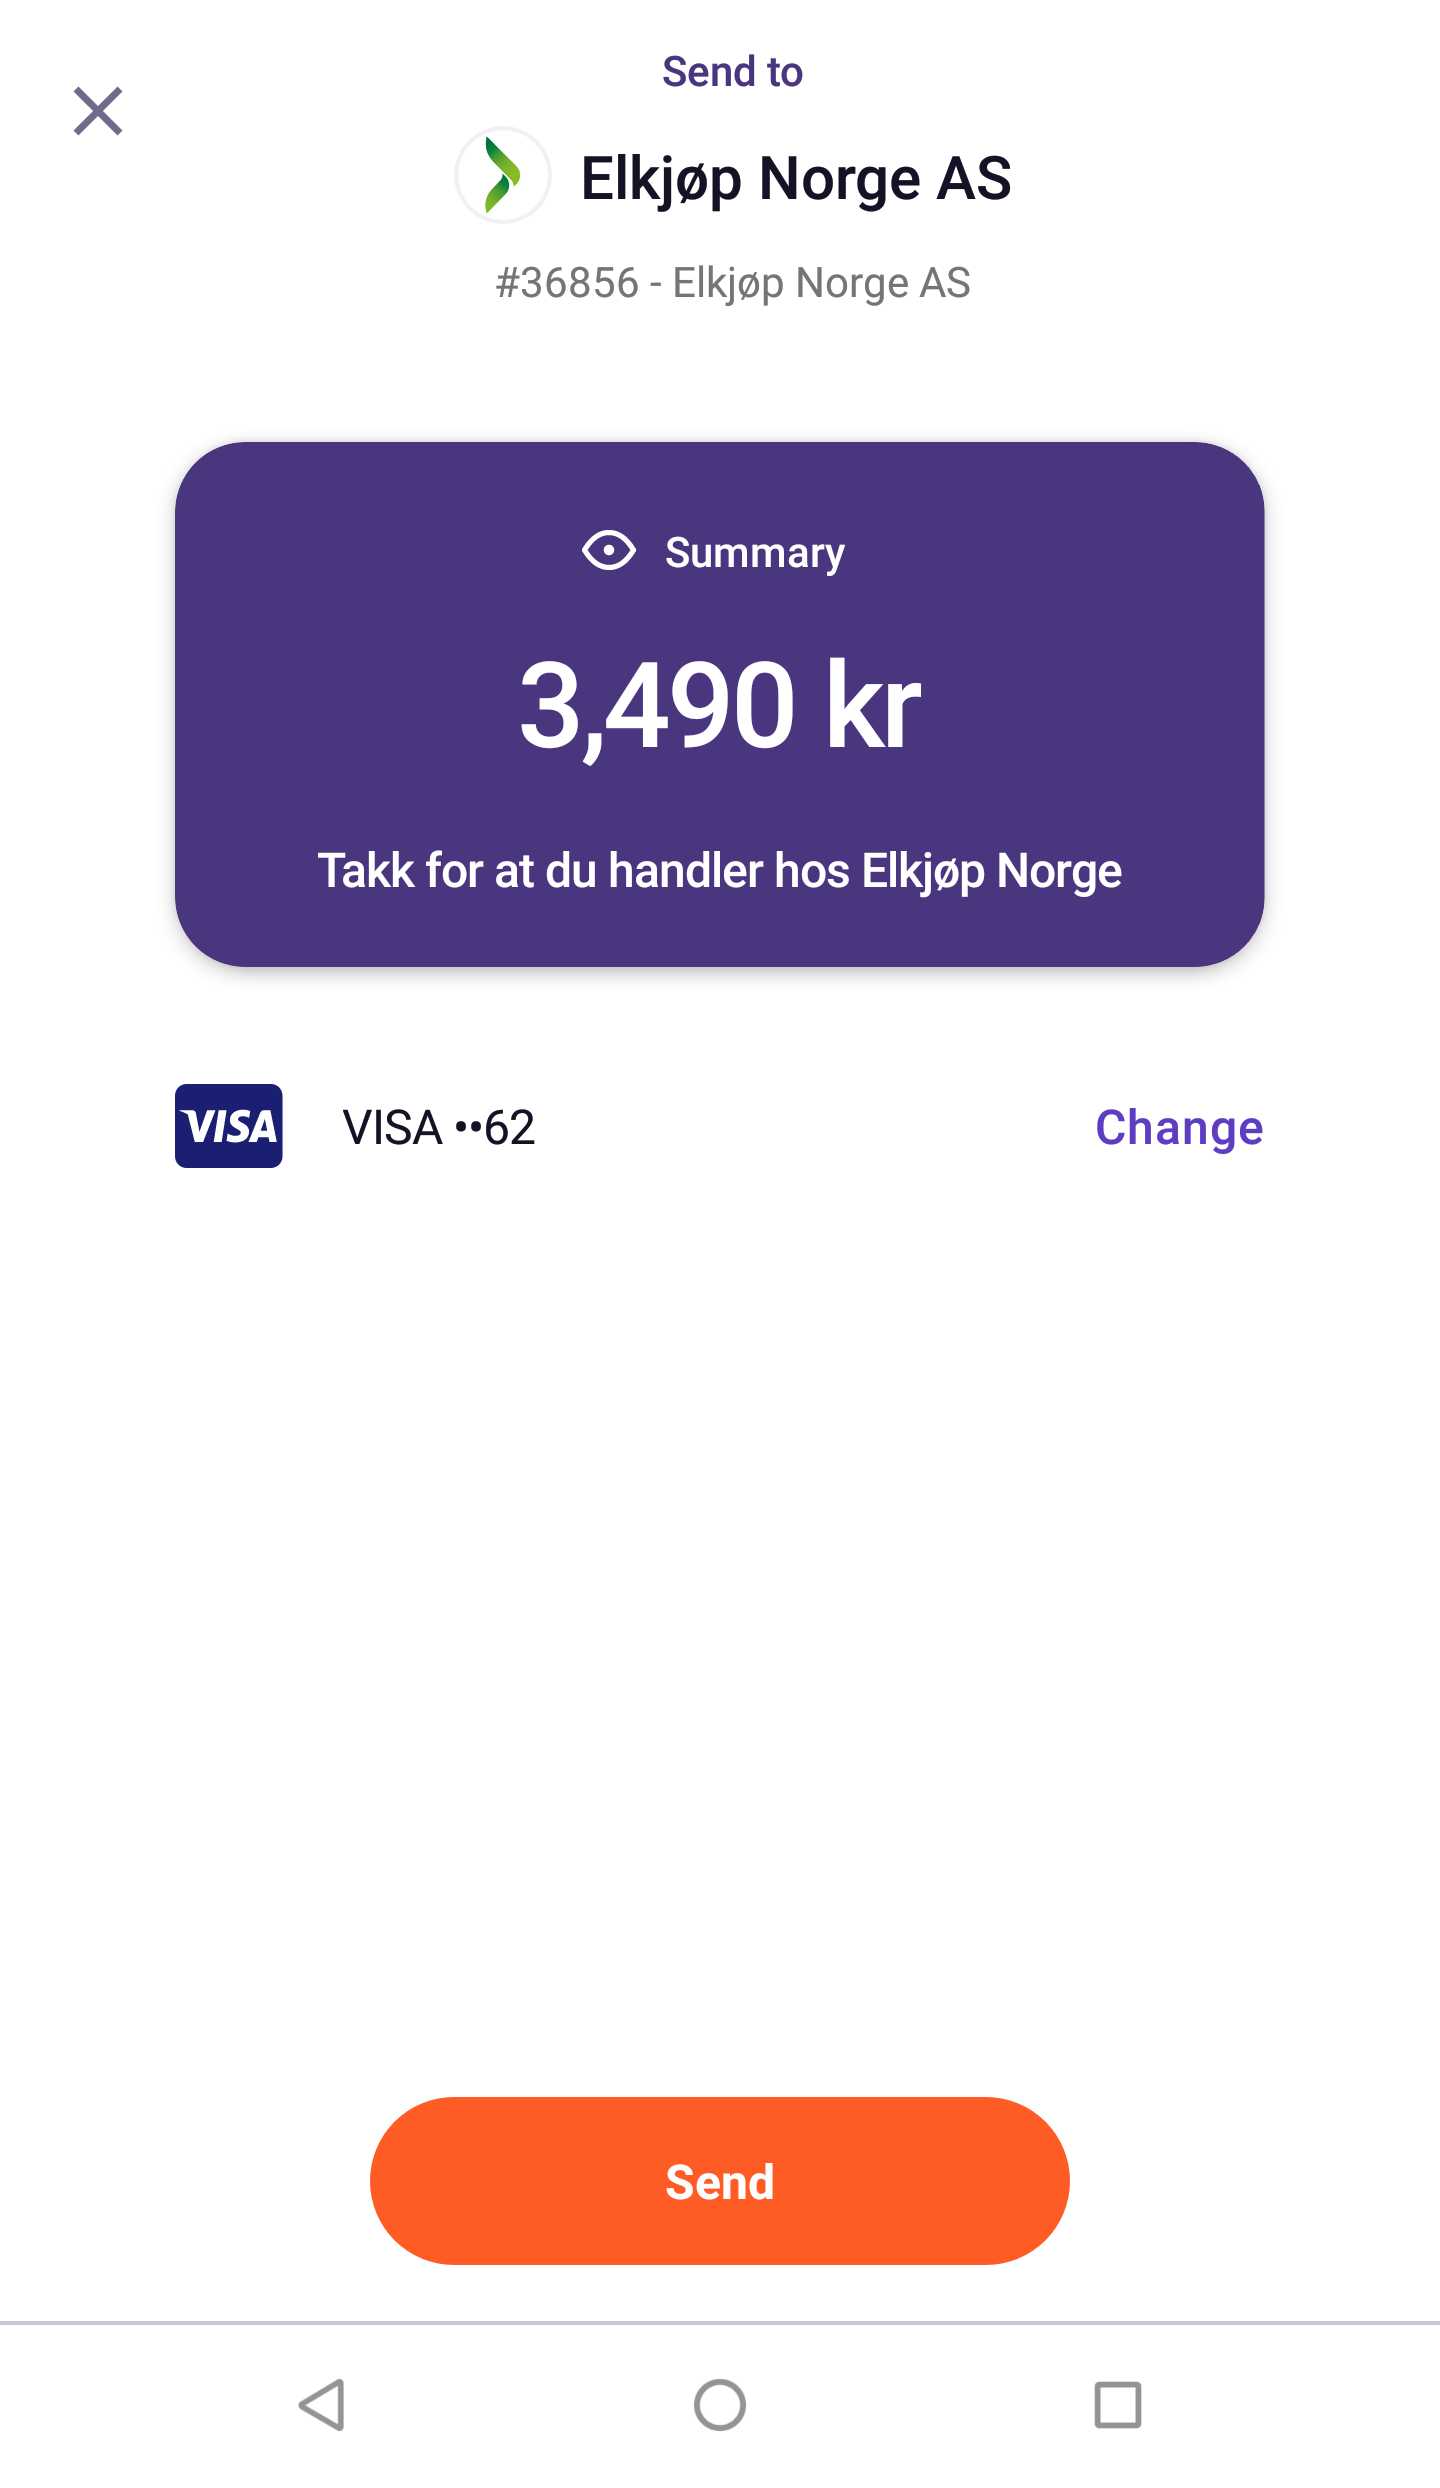 Send to
Elkjøp Norge AS
#36856 - Elkjøp Norge AS
Summary
3,490 kr
Takk for at du handler hos Elkjøp Norge
VISA VISA ••62 Change
Send